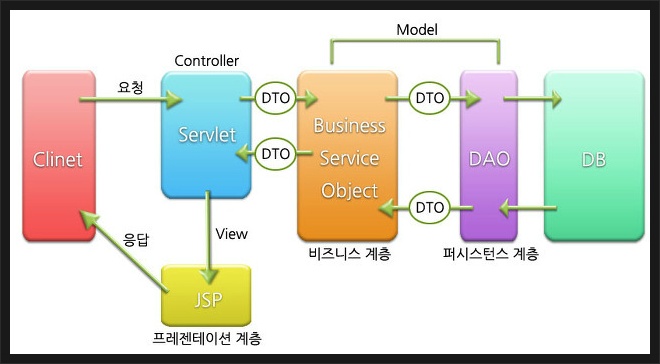 Model
Controller
요청
DTO
DTO
Clinet
Servlet
Business
Service
Object
DAO
DB
DTO
DTO
응답
View
비즈니스 계층
퍼시스턴스 계층
JSP
프레젠테이션 계층